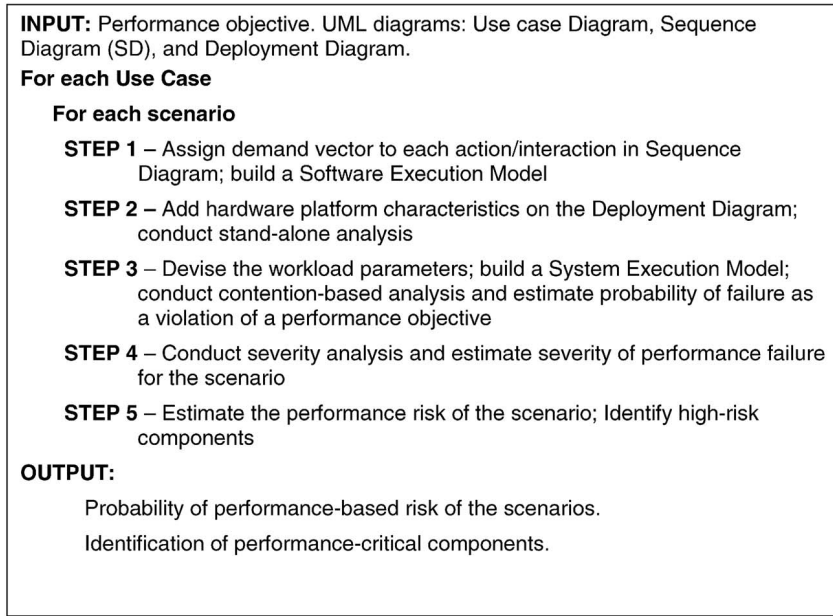 INPUT: Performance objective. UML diagrams: Use case Diagram, Sequence
Diagram (SD), and Deployment Diagram.
For each Use Case
For each scenario
STEP 1 – Assign demand vector to each action/interaction in Sequence
Diagram; build a Software Execution Model
STEP 2 – Add hardware platform characteristics on the Deployment Diagram;
conduct stand-alone analysis
STEP 3 – Devise the workload parameters; build a System Execution Model;
conduct contention-based analysis and estimate probability of failure as
a violation of a performance objective
STEP 4 – Conduct severity analysis and estimate severity of performance failure
for the scenario
STEP 5 – Estimate the performance risk of the scenario; Identify high-risk
components
OUTPUT:
Probability of performance-based risk of the scenarios.
Identification of performance-critical components.